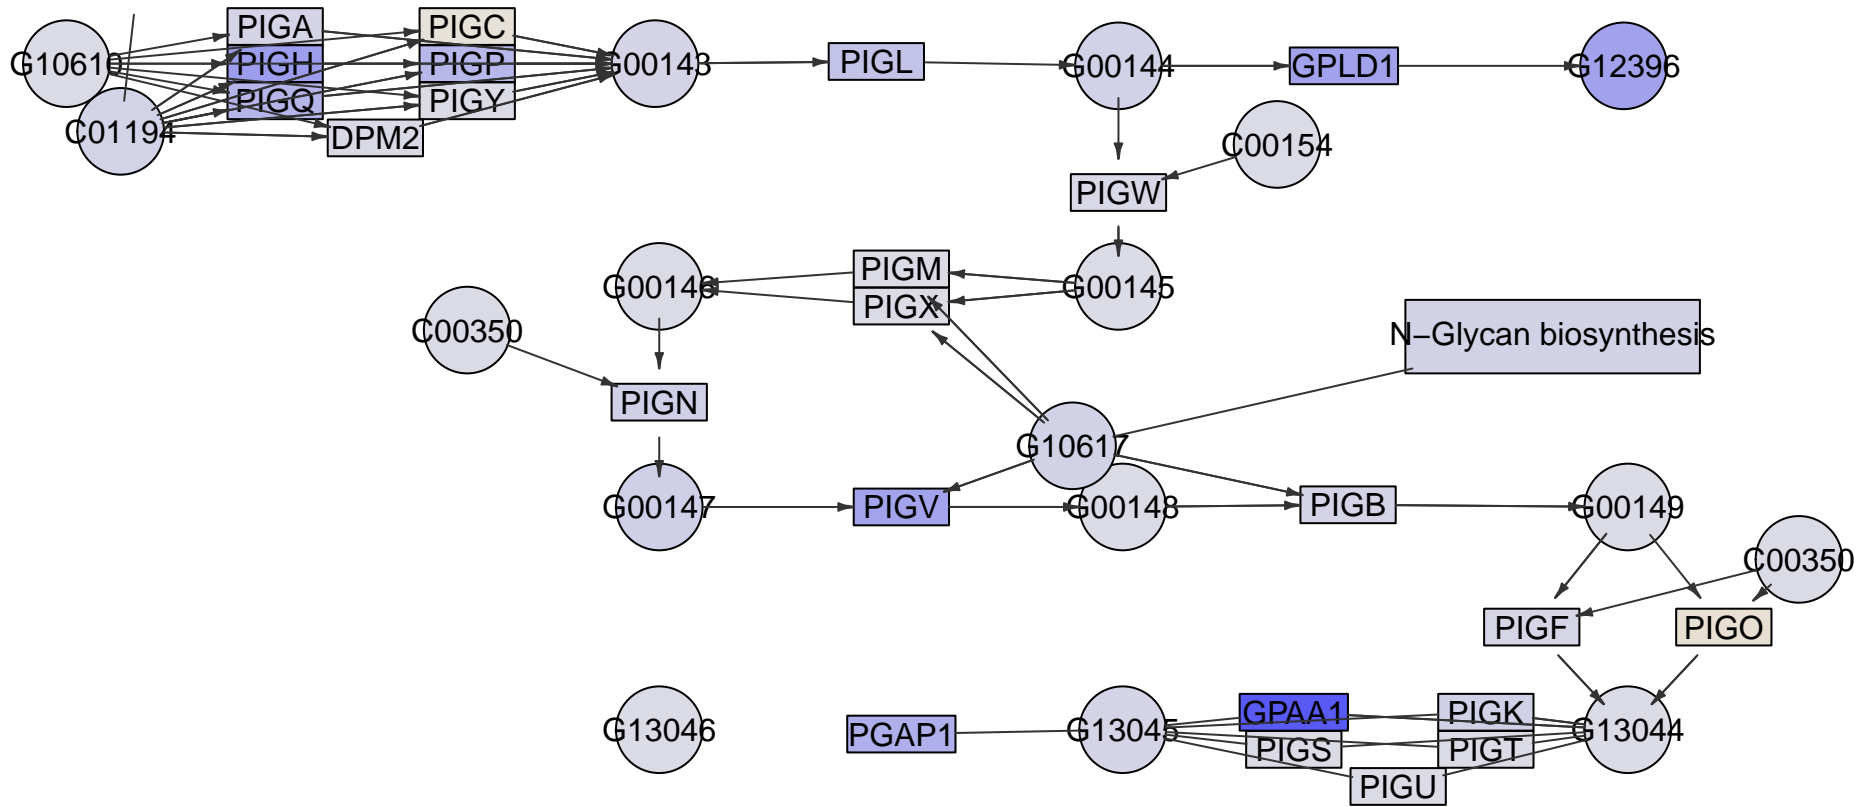 PIGA
PIGC
G10610
PIGH
PIGP
G00143
PIGL
G00144
GPLD1
G12396
PIGQ
PIGY
C01194
DPM2
C00154
PIGW
PIGM
G00146
G00145
PIGX
C00350
N−Glycan biosynthesis
PIGN
G10617
G00147
PIGV
G00148
PIGB
G00149
C00350
PIGF
PIGO
GPAA1
PIGK
G13046
PGAP1
G13045
G13044
PIGS
PIGT
PIGU